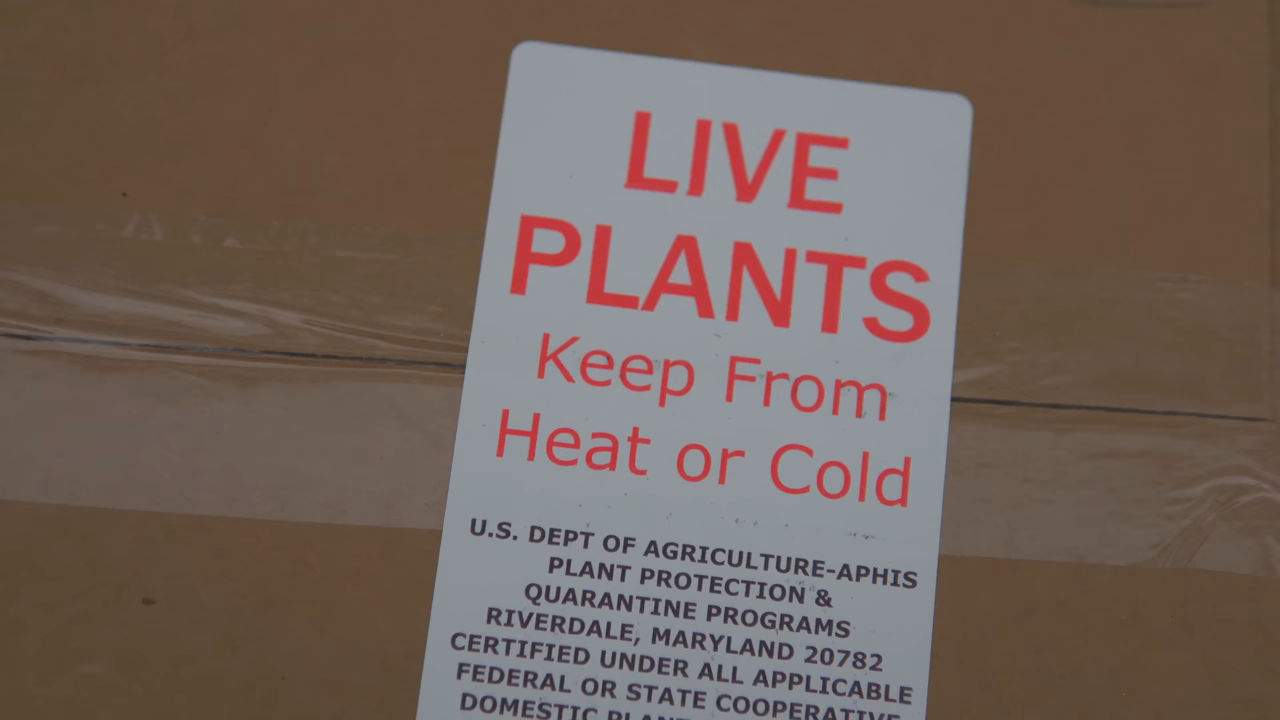 LIVE
PLANTS
Keep From
Heat or Cold
U.S. DEPT OF AGRICULTURE-APHIS
PLANT PROTECTION &
QUARANTINE PROGRAMS
RIVERDALE, MARYLAND 20782
CERTIFIED UNDER ALL APPLICABLE
FEDERAL OR STATE COOPERATIVE
DOMESTIC PLANT